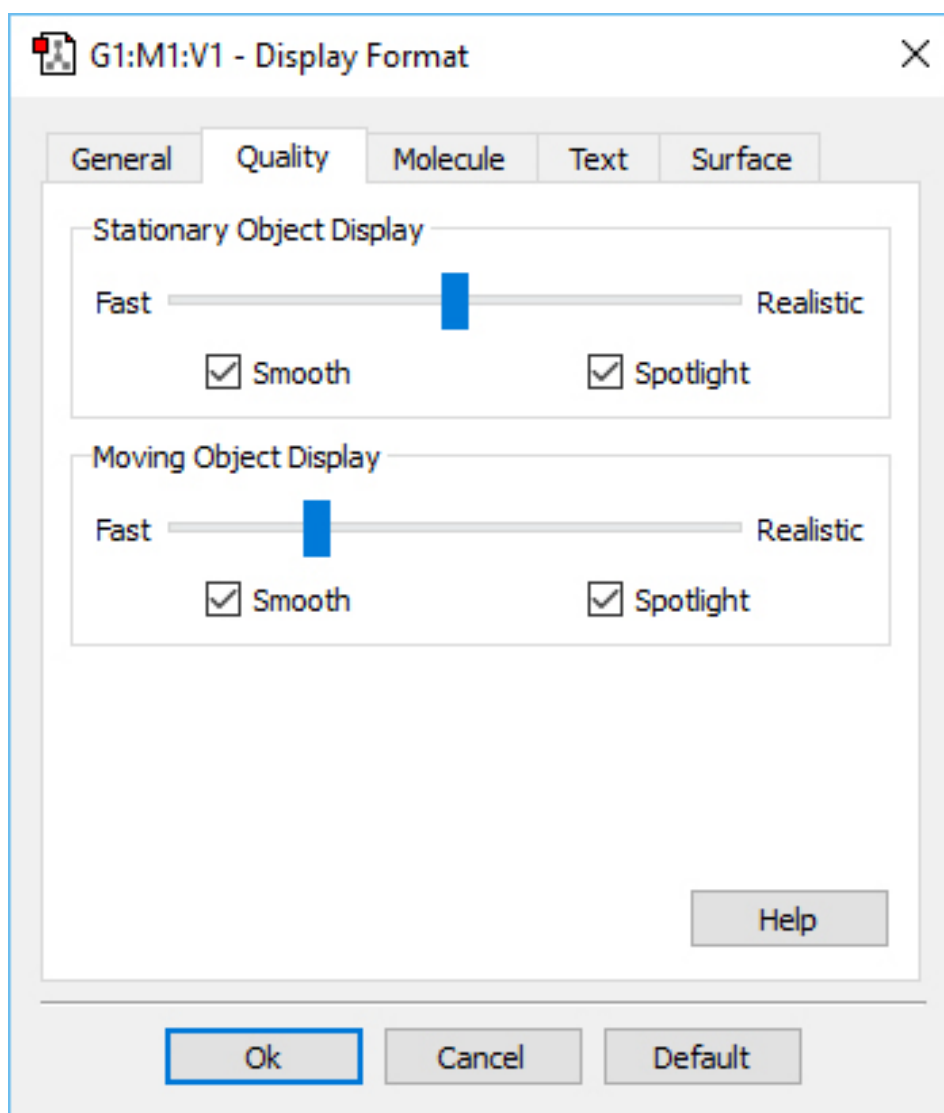 G1:M1:V1 - Display Format
General Quality Molecule Text Surface
Stationary Object Display
Fast Realistic
Smooth Spotlight
Moving Object Display
Fast Realistic
Smooth Spotlight
Help
Ok Cancel Default